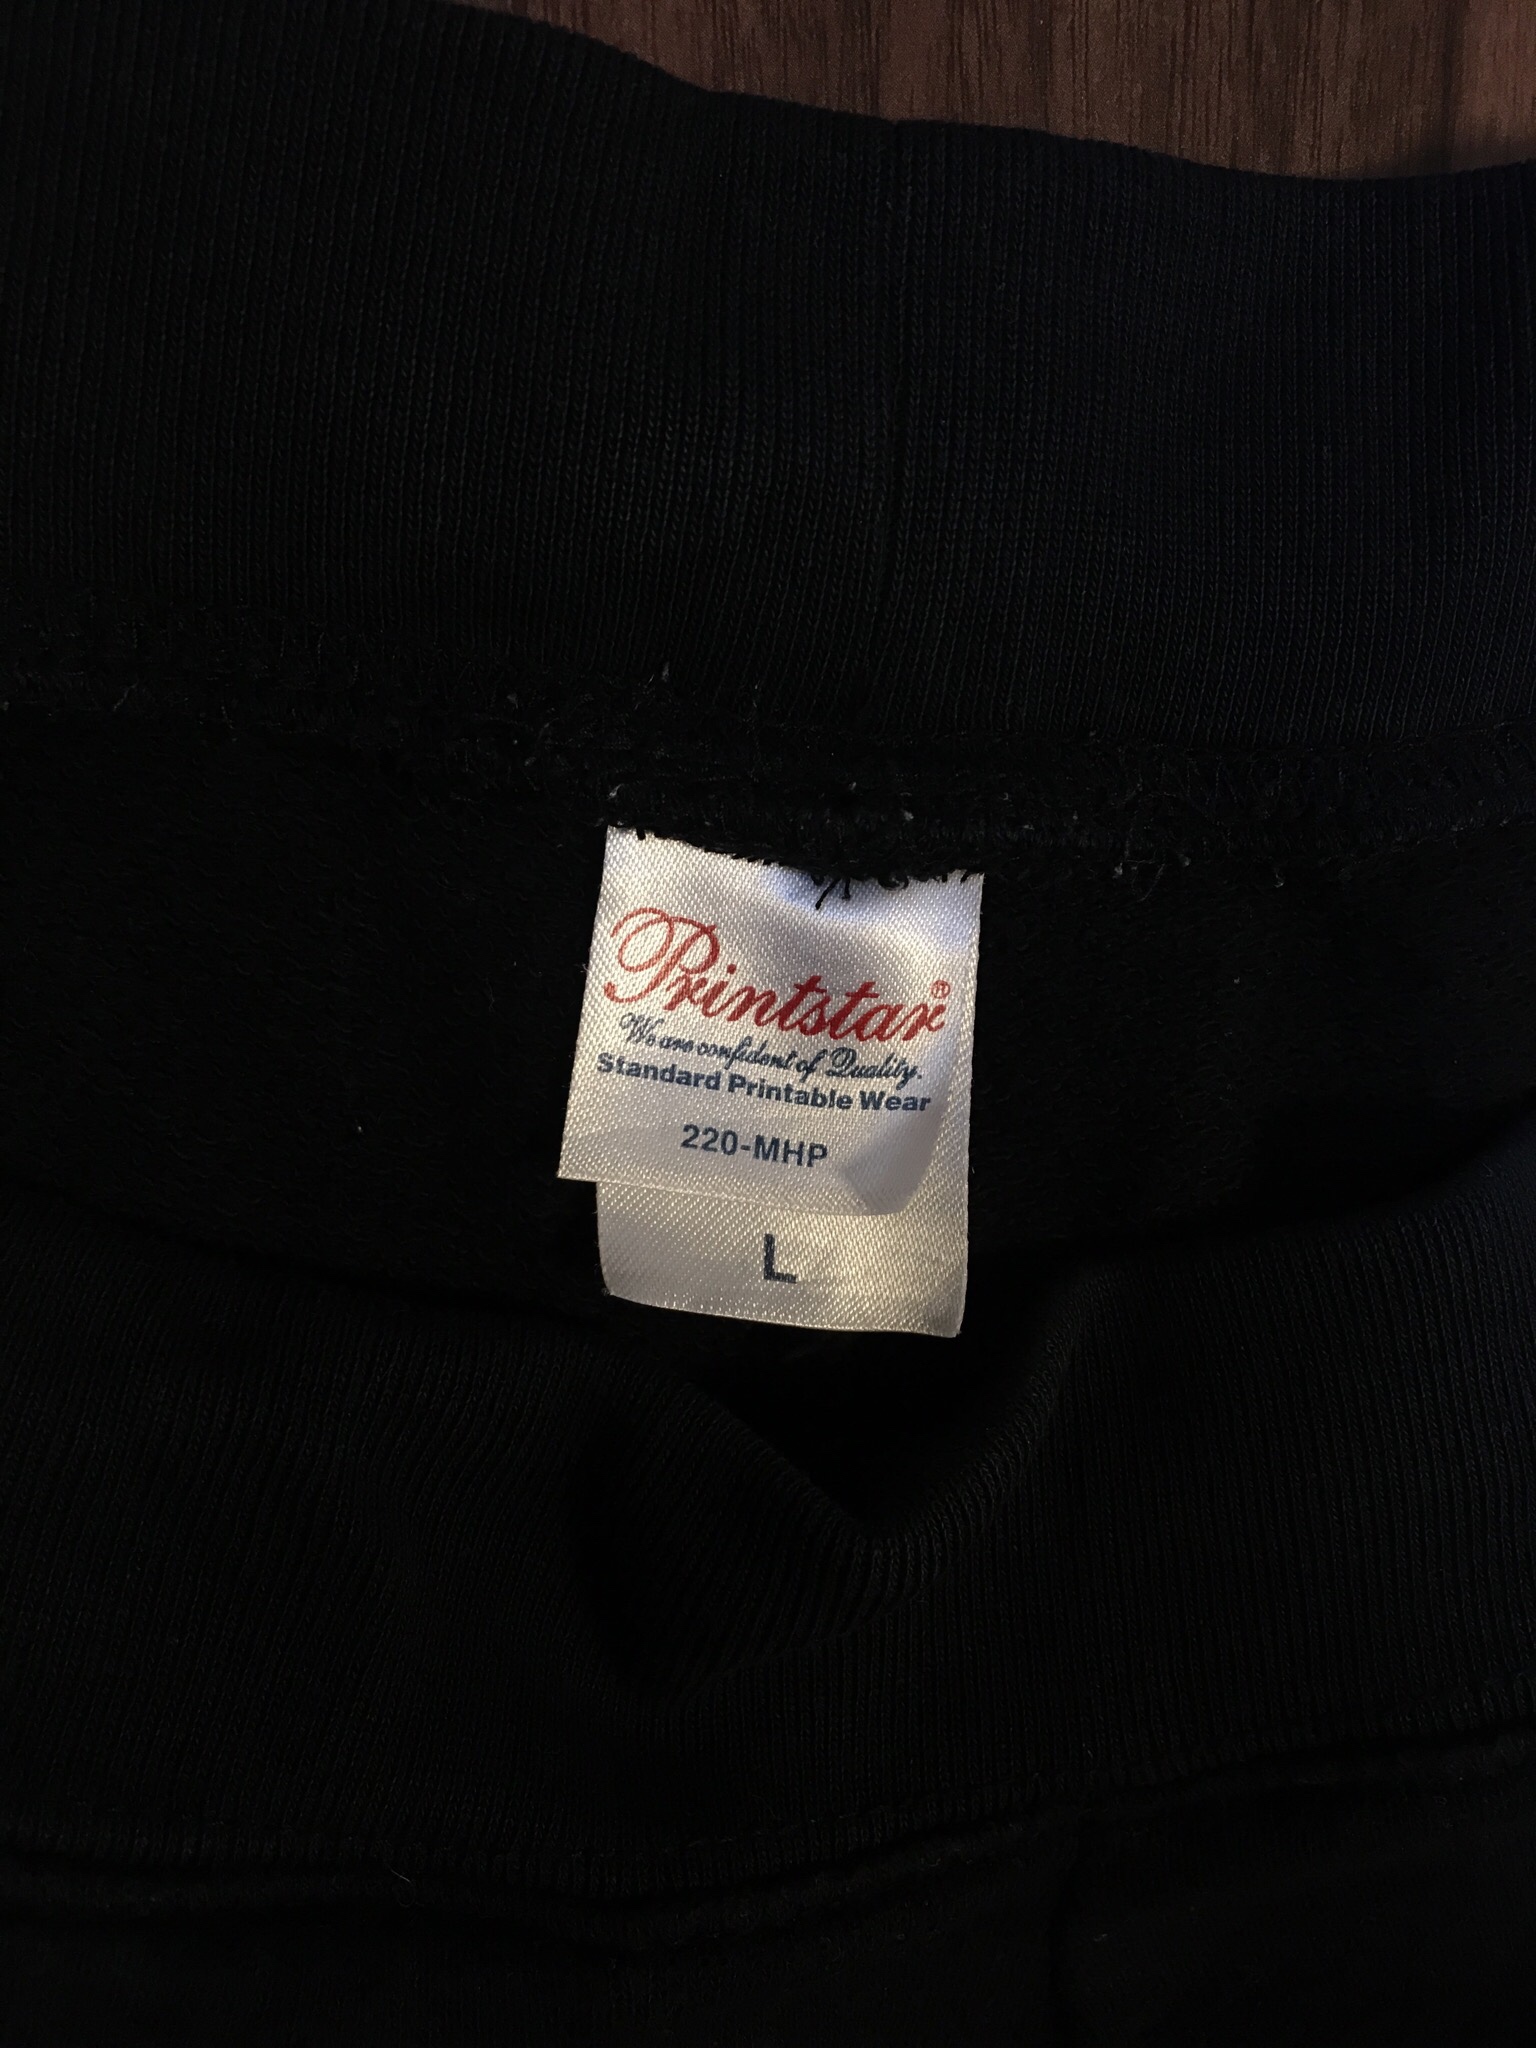 Printstar®
We are confident of Quality.
Standard Printable Wear
220-MHP
L